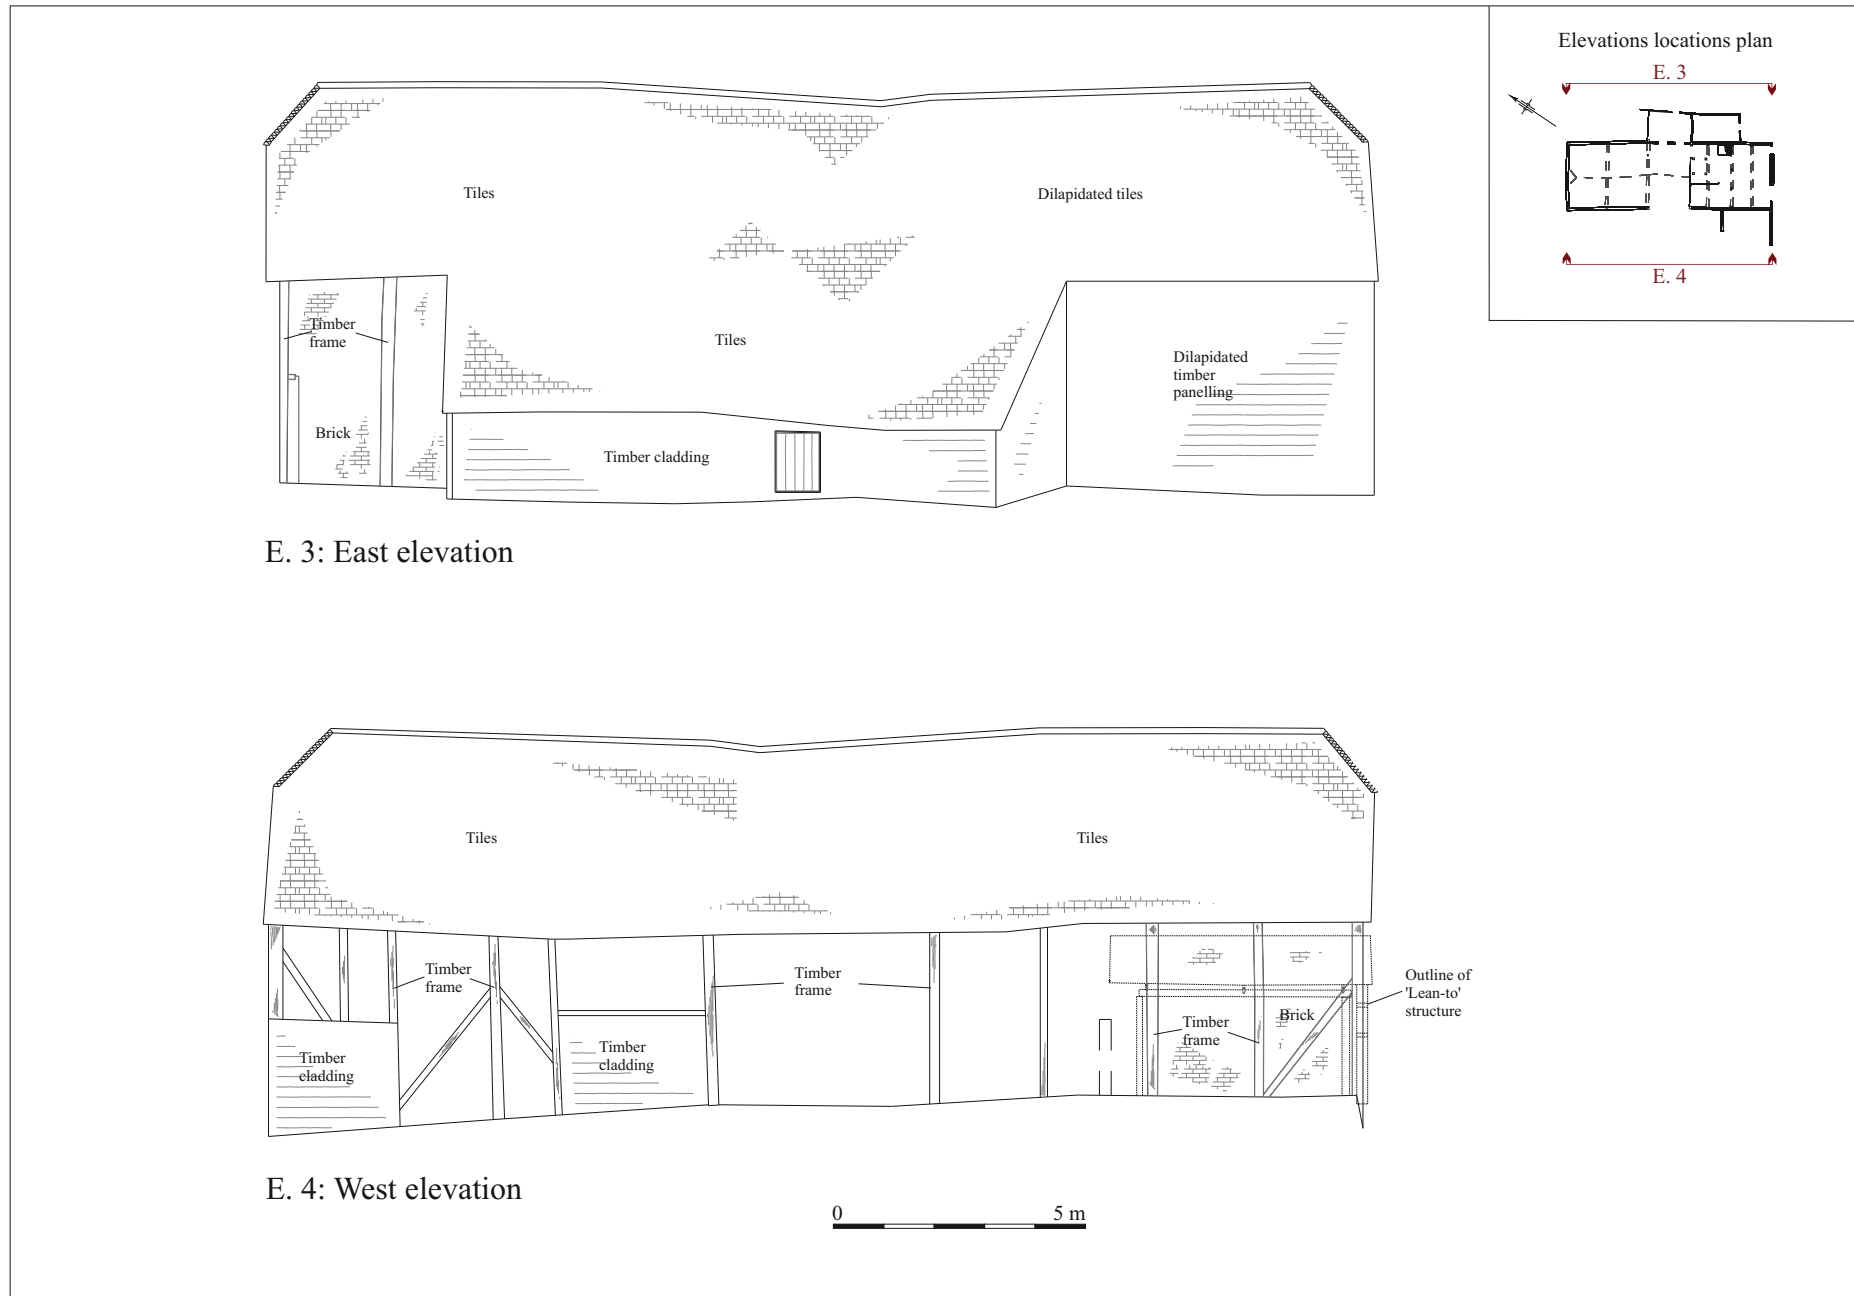 Elevations locations plan
E. 3
E. 4
Tiles
Dilapidated tiles
Timber
frame
Tiles
Dilapidated
timber
panelling
Brick
Timber cladding
E. 3: East elevation
Tiles
Tiles
Timber
frame
Timber
frame
Outline of
'Lean-to'
structure
Timber
frame
Brick
Timber
cladding
Timber
cladding
E. 4: West elevation
0
5 m